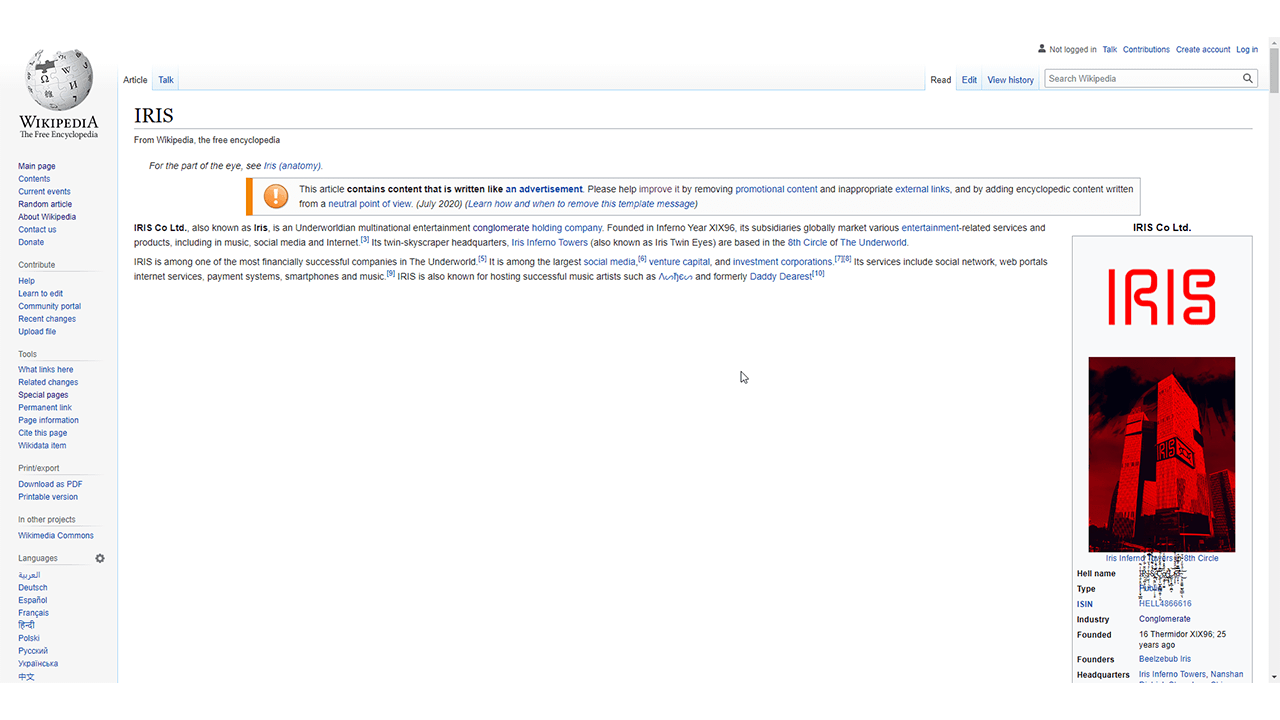 Not logged in Talk Contributions Create account Log in
Article Talk Read Edit View history Search Wikipedia
WIKIPEDIA
The Free Encyclopedia
IRIS
From Wikipedia, the free encyclopedia
For the part of the eye, see Iris (anatomy).
This article contains content that is written like an advertisement. Please help improve it by removing promotional content and inappropriate external links, and by adding encyclopedic content written
from a neutral point of view. (July 2020) (Learn how and when to remove this template message)
IRIS Co Ltd., also known as Iris, is an Underworldian multinational entertainment conglomerate holding company. Founded in Inferno Year XIX96, its subsidiaries globally market various entertainment-related services and
products, including in music, social media and Internet.[3] Its twin-skyscraper headquarters, Iris Inferno Towers (also known as Iris Twin Eyes) are based in the 8th Circle of The Underworld.
IRIS is among one of the most financially successful companies in The Underworld.[5] It is among the largest social media,[6] venture capital, and investment corporations.[7][8] Its services include social network, web portals
internet services, payment systems, smartphones and music.[9] IRIS is also known for hosting successful music artists such as and formerly Daddy Dearest[10]
Main page
Contents
Current events
Random article
About Wikipedia
Contact us
Donate
Contribute
Help
Learn to edit
Community portal
Recent changes
Upload file
Tools
What links here
Related changes
Special pages
Permanent link
Page information
Cite this page
Wikidata item
Print/export
Download as PDF
Printable version
In other projects
Wikimedia Commons
Languages
العربية
Deutsch
Español
Français
हिन्दी
Polski
Русский
Українська
中文
IRIS Co Ltd.
IRIS
IRIS
Iris Inferno Towers in 8th Circle
Hell name
Type Public
ISIN HELL4866616
Industry Conglomerate
Founded 16 Thermidor XIX96; 25
years ago
Founders Beelzebub Iris
Headquarters Iris Inferno Towers, Nanshan